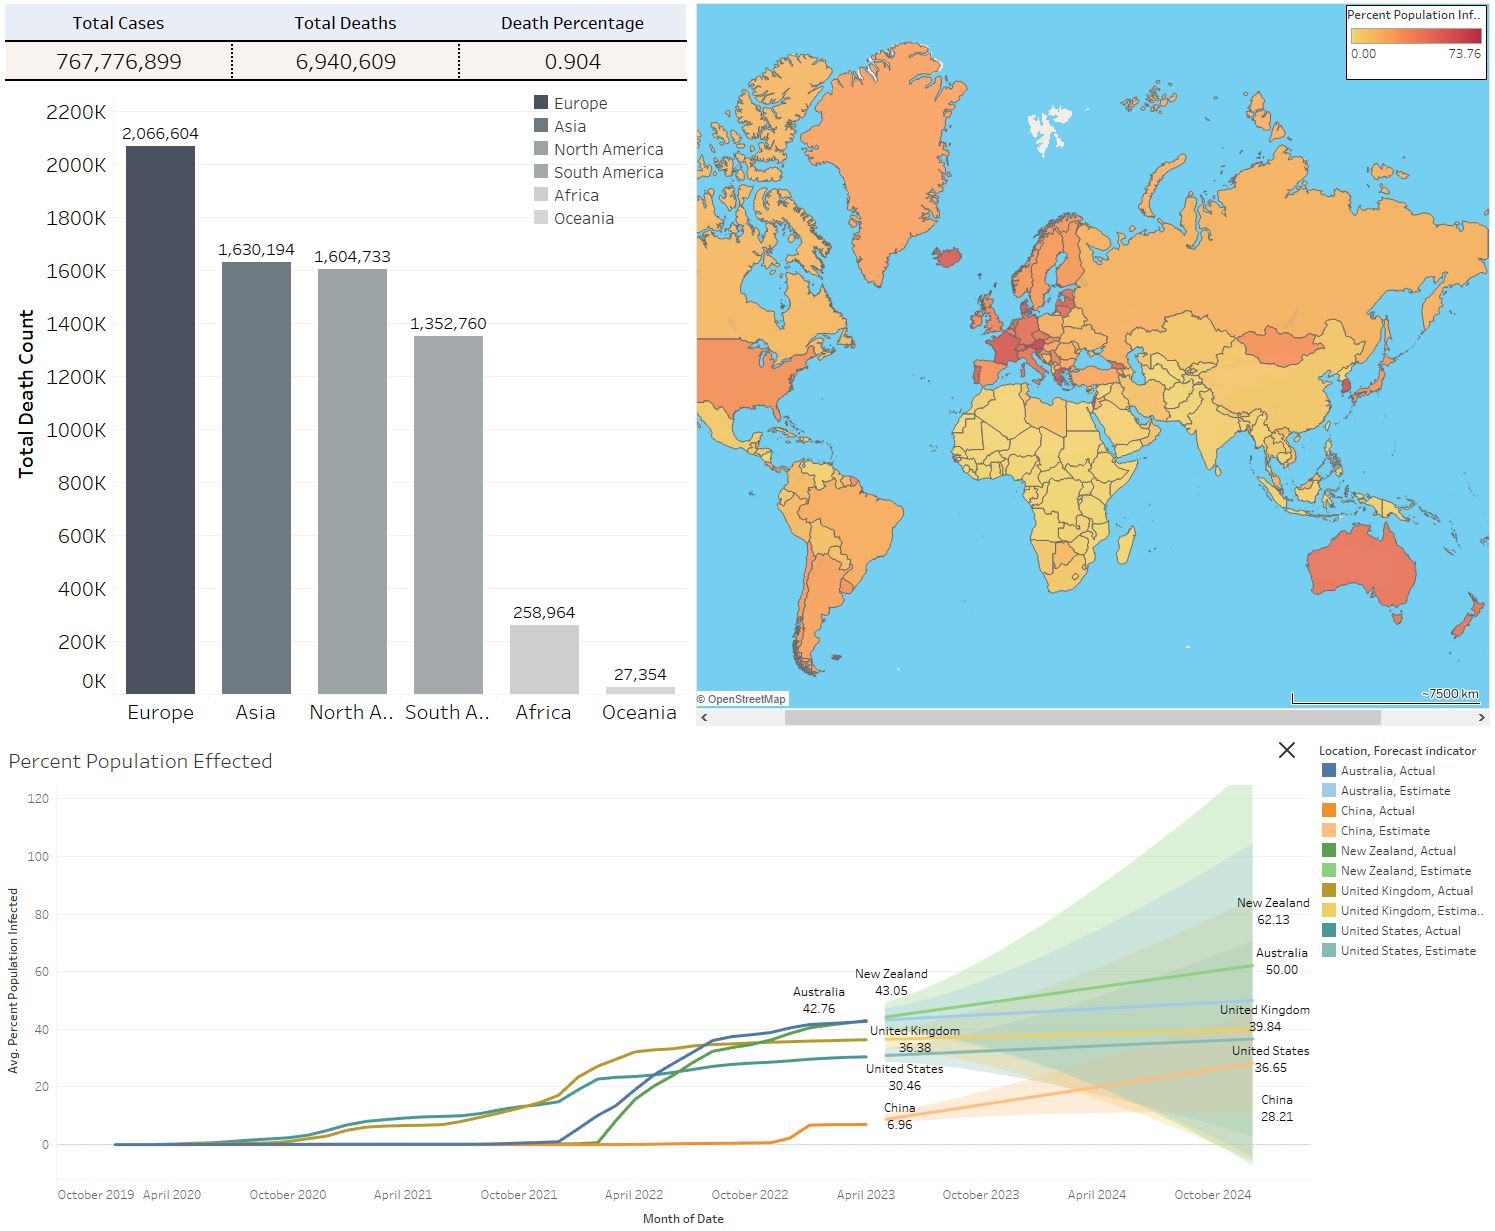 Total Cases
Total Deaths
Death Percentage
767,776,899
6,940,609
0.904
Total Death Count
2200K
2000K
1800K
1600K
1400K
1200K
1000K
800K
600K
400K
200K
0K
2,066,604
1,630,194
1,604,733
1,352,760
258,964
27,354
Europe
Asia
North America
South America
Africa
Oceania
Europe
Asia
North A..
South A..
Africa
Oceania
Percent Population Inf..
0.00
73.76
© OpenStreetMap
~7500 km
Percent Population Effected
Avg. Percent Population Infected
120
100
80
60
40
20
0
Australia
42.76
New Zealand
43.05
United Kingdom
36.38
United States
30.46
China
6.96
New Zealand
62.13
Australia
50.00
United Kingdom
39.84
United States
36.65
China
28.21
October 2019
April 2020
October 2020
April 2021
October 2021
April 2022
October 2022
April 2023
October 2023
April 2024
October 2024
Month of Date
Location, Forecast indicator
Australia, Actual
Australia, Estimate
China, Actual
China, Estimate
New Zealand, Actual
New Zealand, Estimate
United Kingdom, Actual
United Kingdom, Estima..
United States, Actual
United States, Estimate